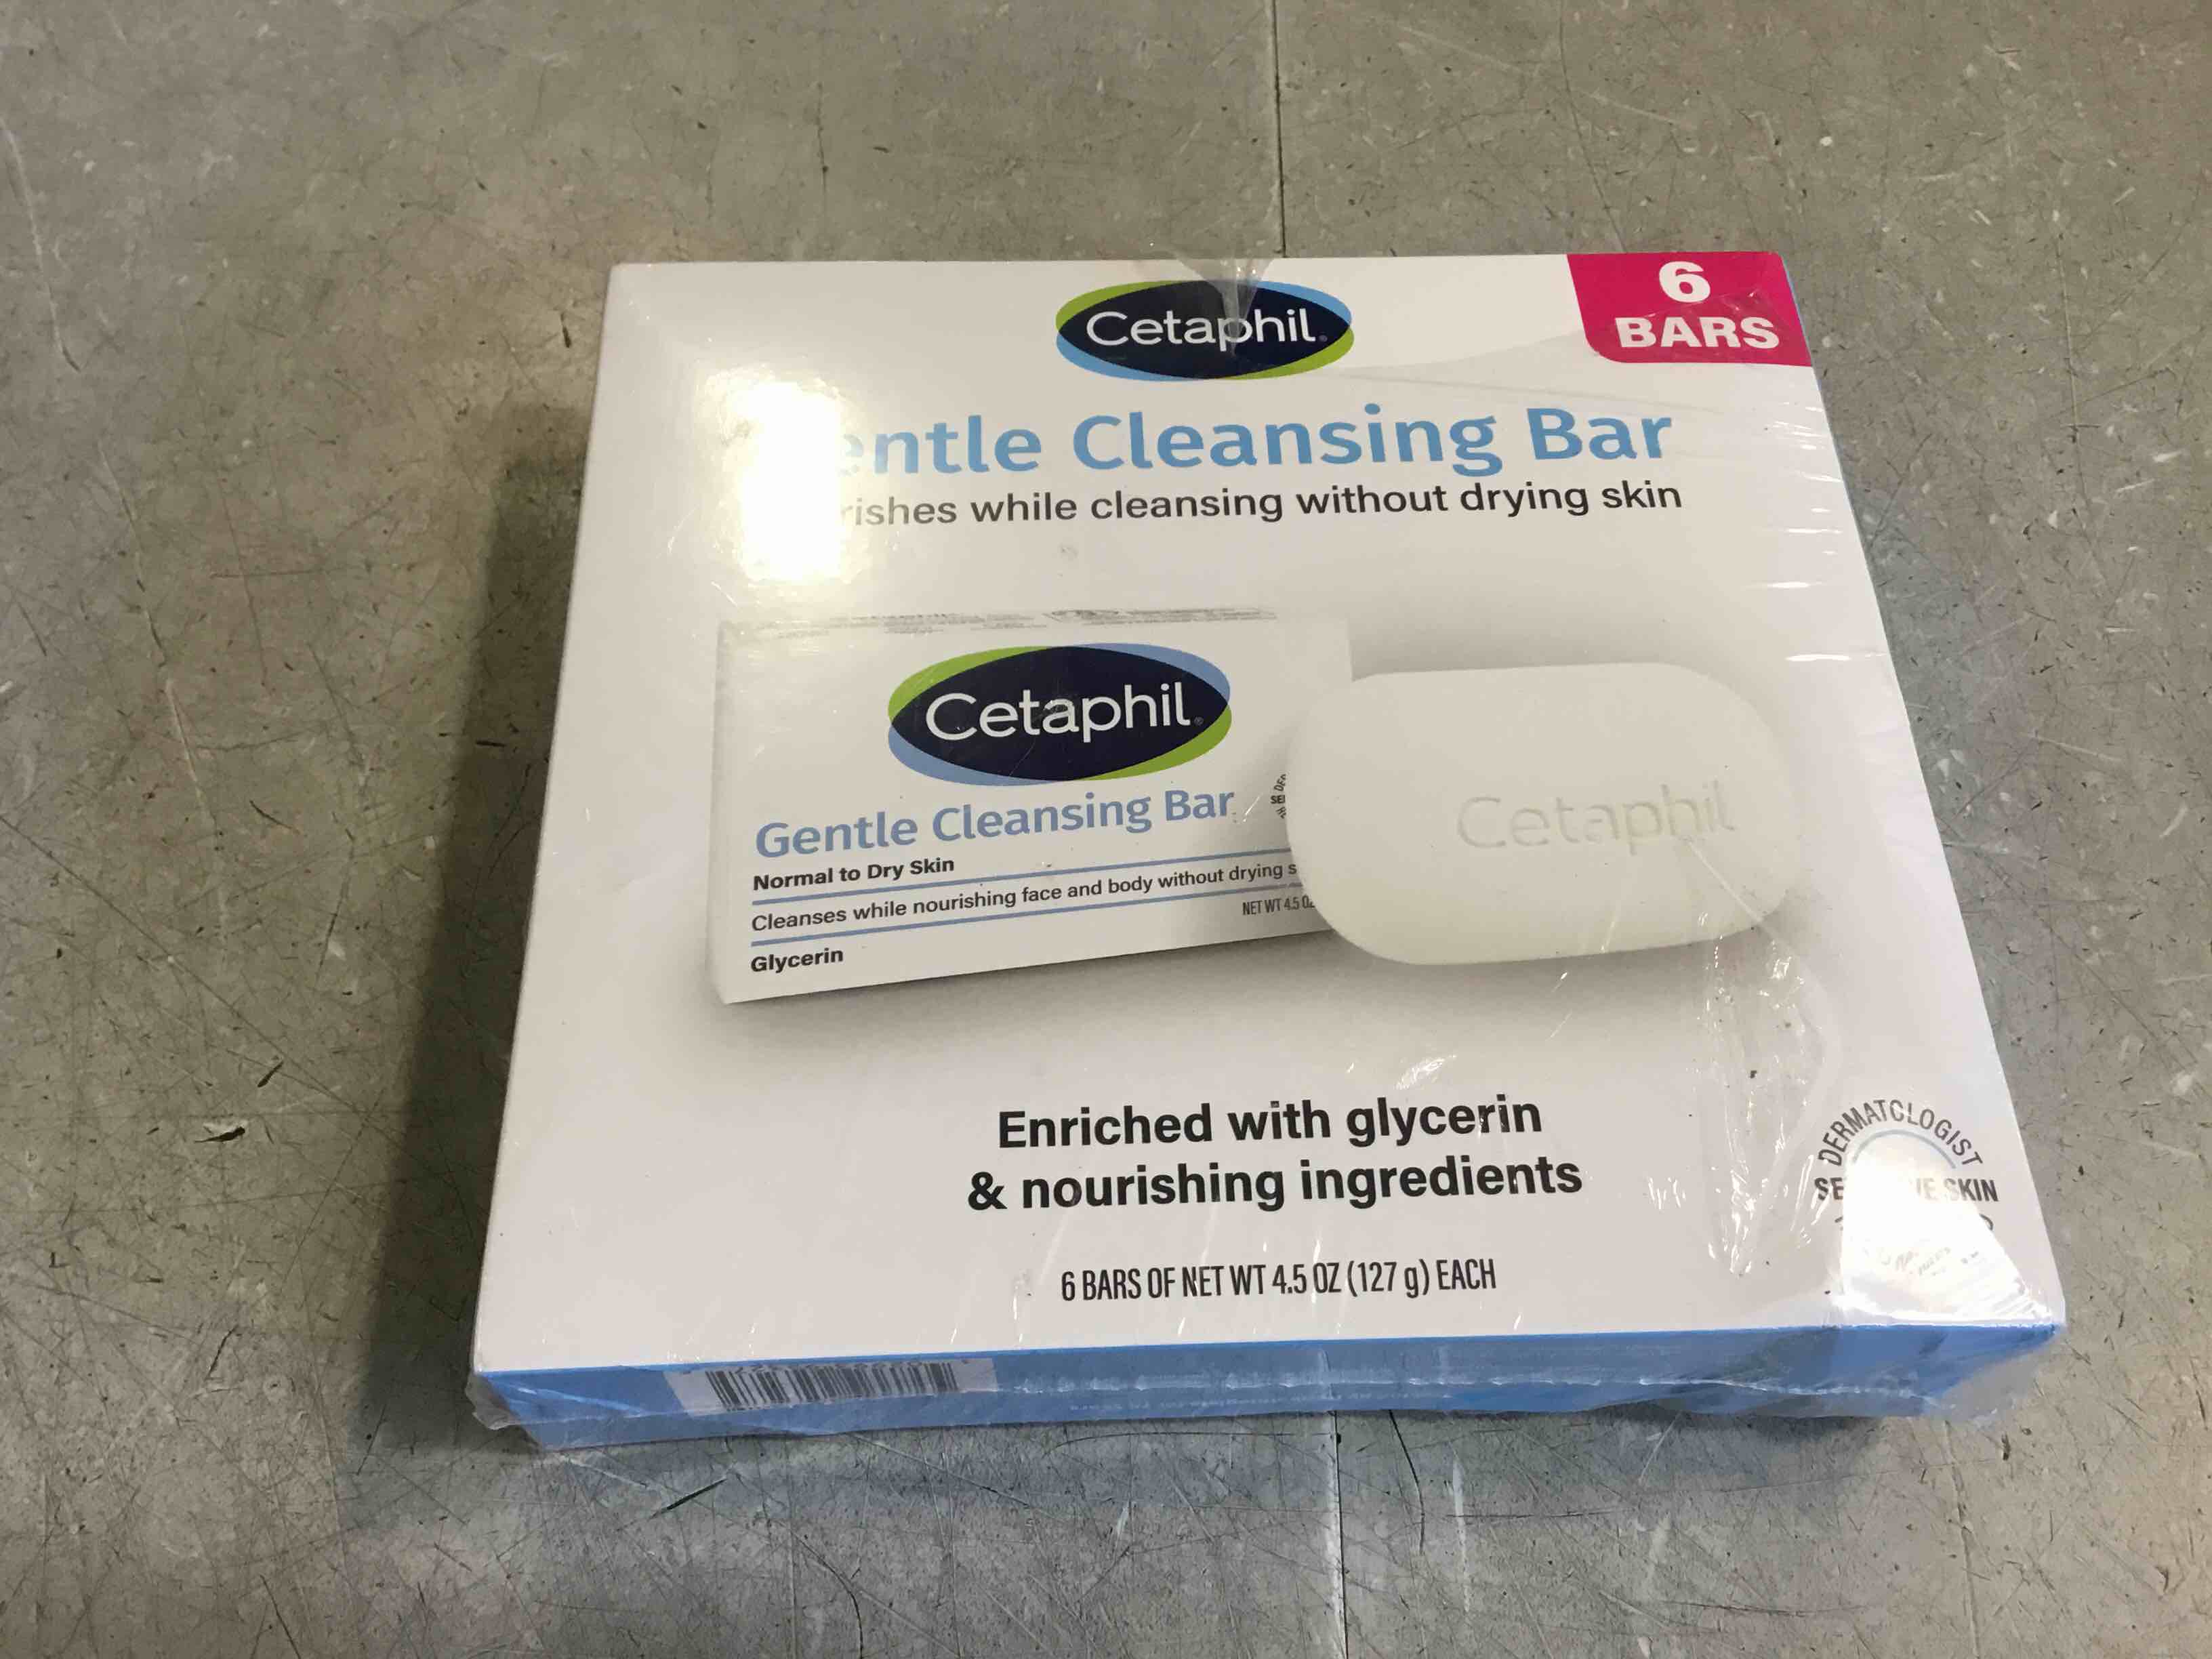 Cetaphil
6
BARS
Cleansing Bar
while cleansing without drying skin
Cetaphil
Gentle Cleansing Bar
Normal to Dry Skin
Cleanses while nourishing face and body without drying
NET WT 4.5
Glycerin
Cetaphil
Enriched with glycerin
& nourishing ingredients
6 BARS OF NET WT 4.5 OZ (127 g) EACH
DERMATOLOGIST
SKIN